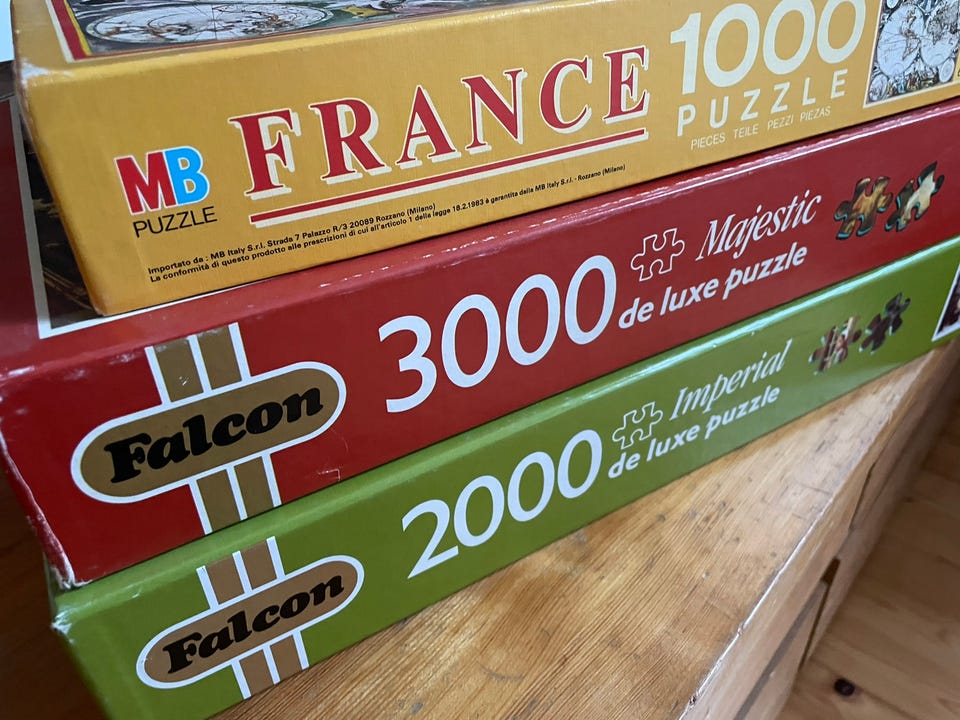 FRANCE
1000
PUZZLE
PIECES TEILE PEZZI PIEZAS
MB
PUZZLE
Importato da : MB Italy S.r.l. Strada 7 Palazzo R/3 20089 Rozzano (Milano)
La conformità di questo prodotto alle prescrizioni di cui all'articolo 1 della legge 18.2.1983 è garantita dalla MB Italy S.r.l. - Rozzano (Milano)
Falcon
3000
Majestic
de luxe puzzle
Falcon
2000
Imperial
de luxe puzzle